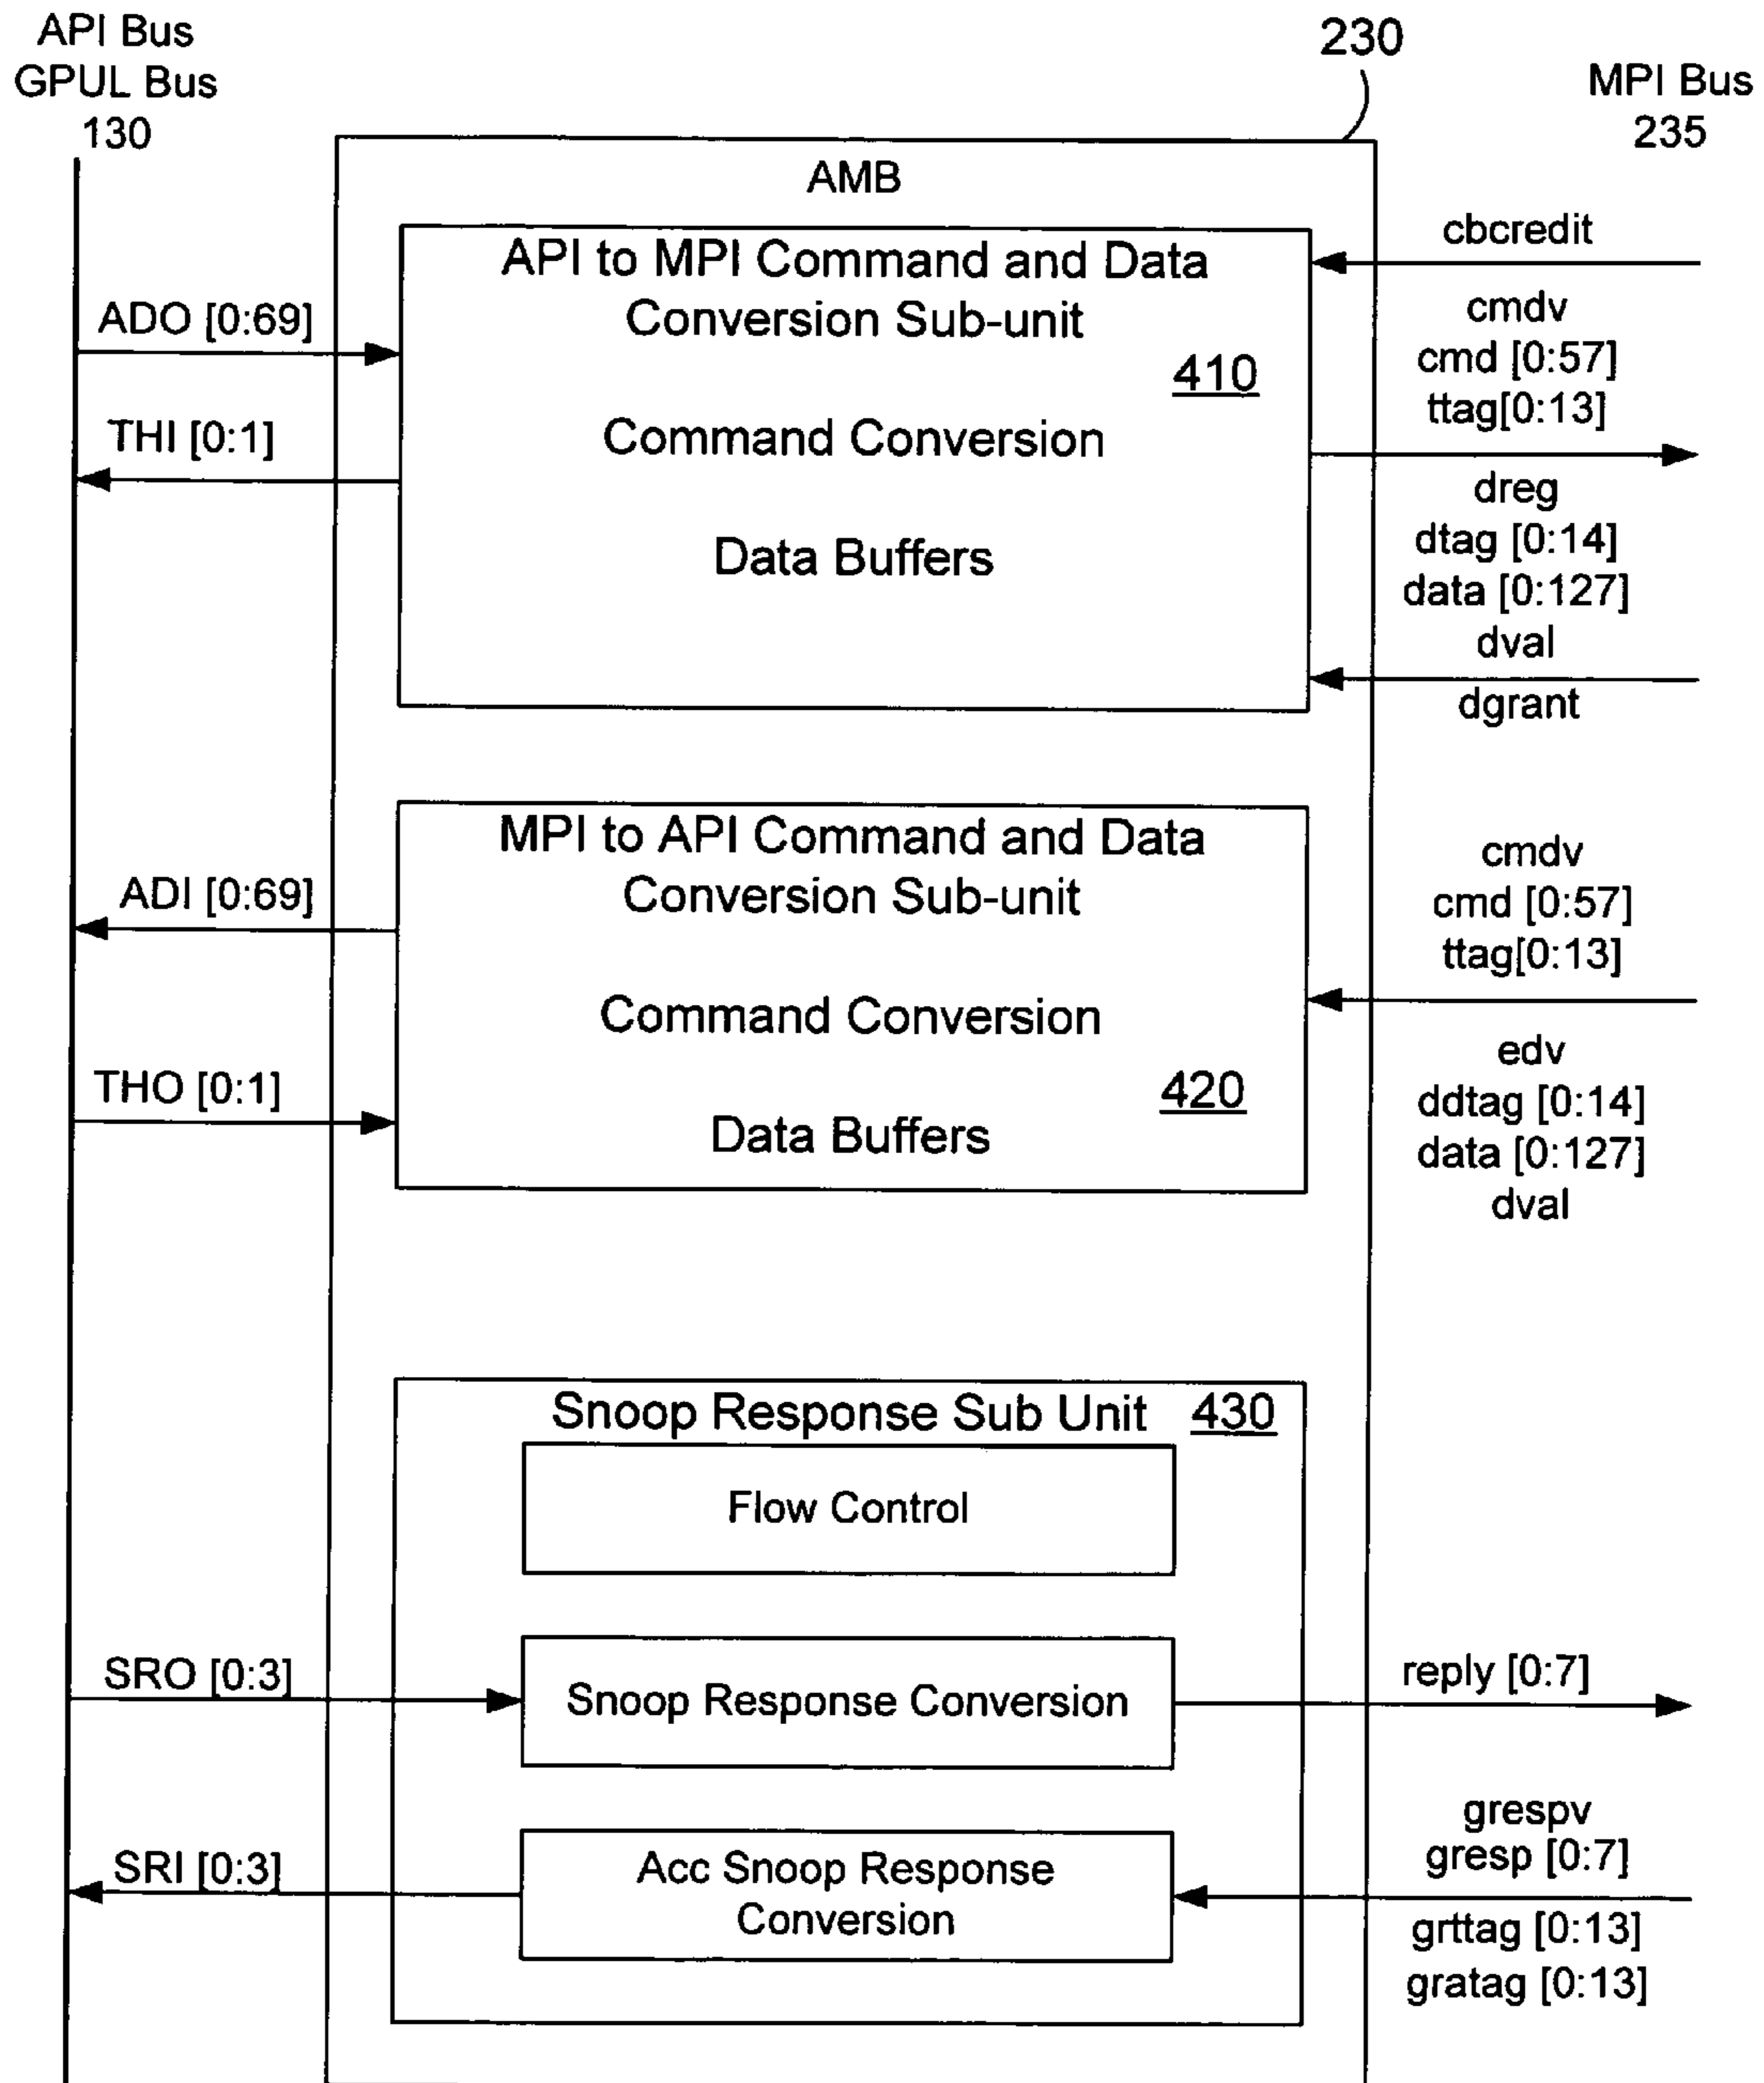 API Bus
GPUL Bus
130
230
MPI Bus
235
AMB
API to MPI Command and Data
Conversion Sub-unit
410
Command Conversion
Data Buffers
ADO [0:69]
THI [0:1]
cbcredit
cmdv
cmd [0:57]
ttag[0:13]
dreg
dtag [0:14]
data [0:127]
dval
dgrant
MPI to API Command and Data
Conversion Sub-unit
Command Conversion
420
Data Buffers
ADI [0:69]
THO [0:1]
cmdv
cmd [0:57]
ttag[0:13]
edv
ddtag [0:14]
data [0:127]
dval
Snoop Response Sub Unit 430
Flow Control
SRO [0:3]
Snoop Response Conversion
reply [0:7]
SRI [0:3]
Acc Snoop Response
Conversion
grespv
gresp [0:7]
grttag [0:13]
gratag [0:13]